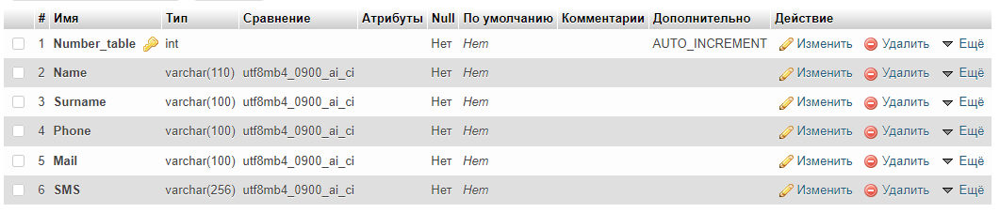 # Имя Тип Сравнение Атрибуты Null По умолчанию Комментарии Дополнительно Действие
1 Number_table int Нет Нет AUTO_INCREMENT Изменить Удалить Ещё
2 Name varchar(110) utf8mb4_0900_ai_ci Нет Нет Изменить Удалить Ещё
3 Surname varchar(100) utf8mb4_0900_ai_ci Нет Нет Изменить Удалить Ещё
4 Phone varchar(100) utf8mb4_0900_ai_ci Нет Нет Изменить Удалить Ещё
5 Mail varchar(100) utf8mb4_0900_ai_ci Нет Нет Изменить Удалить Ещё
6 SMS varchar(256) utf8mb4_0900_ai_ci Нет Нет Изменить Удалить Ещё